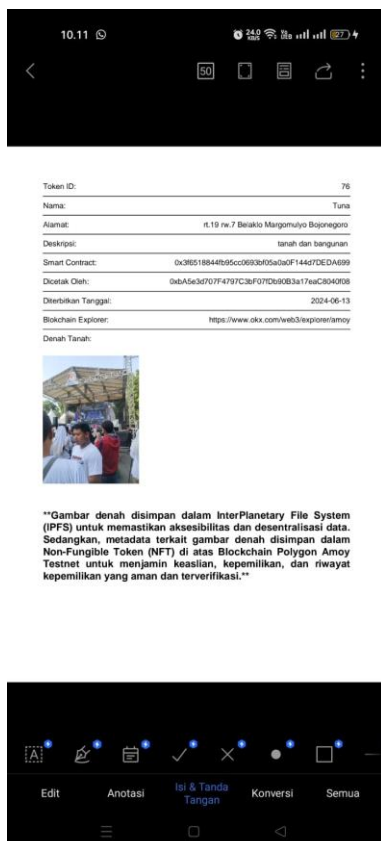 10.11
24.0
KB/S
27
50
Token ID: 76
Nama: Tuna
Alamat: rt.19 rw.7 Belaklo Margomulyo Bojonegoro
Deskripsi: tanah dan bangunan
Smart Contract: 0x3f6518844fb95cc0693bf05a0a0F144d7DEDA699
Dicetak Oleh: 0xbA5e3d707F4797C3bF07fDb90B3a17eaC8040f08
Diterbitkan Tanggal: 2024-06-13
Blokchain Explorer: https://www.okx.com/web3/explorer/amoy
Denah Tanah:
**Gambar denah disimpan dalam InterPlanetary File System
(IPFS) untuk memastikan aksesibilitas dan desentralisasi data.
Sedangkan, metadata terkait gambar denah disimpan dalam
Non-Fungible Token (NFT) di atas Blockchain Polygon Amoy
Testnet untuk menjamin keaslian, kepemilikan, dan riwayat
kepemilikan yang aman dan terverifikasi.**
Edit
Anotasi
Isi & Tanda
Tangan
Konversi
Semua